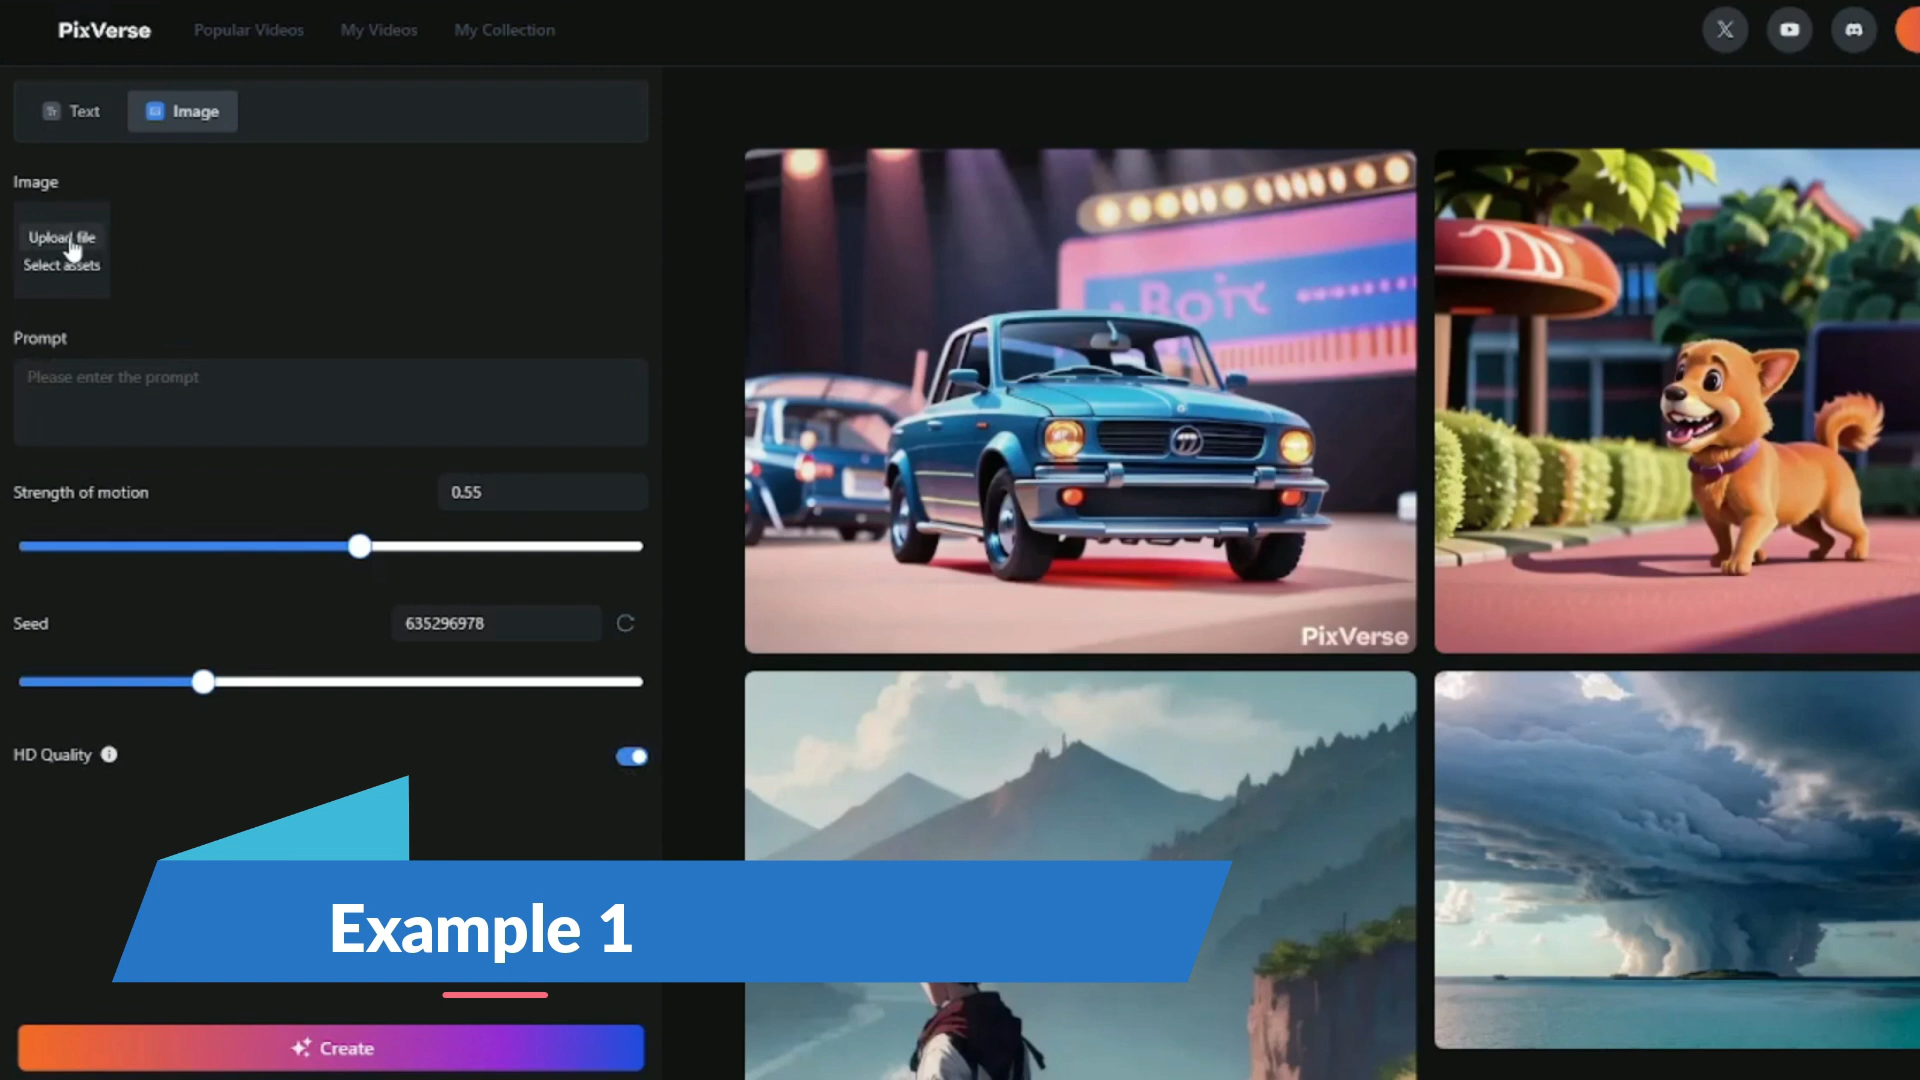 PixVerse Popular Videos My Videos My Collection
Text Image
Image
Upload file
Select assets
Prompt
Please enter the prompt
Strength of motion 0.55
Seed 635296978
HD Quality
Example 1
Create
PixVerse